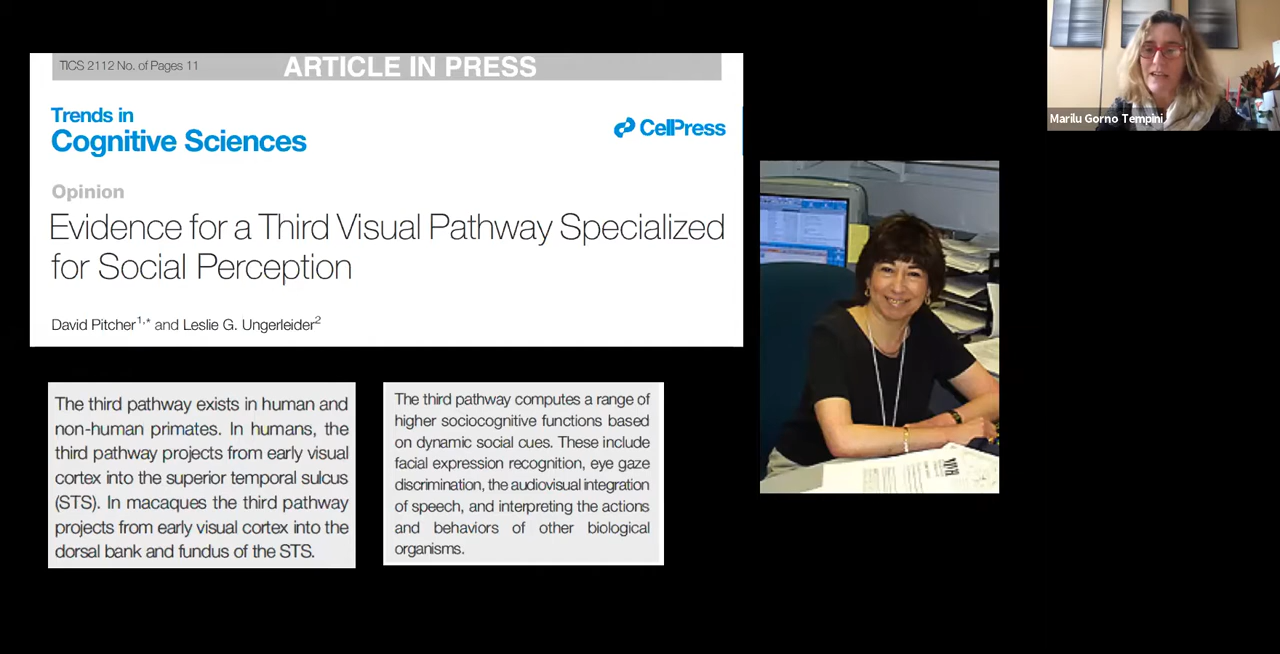 TICS 2112 No. of Pages 11
ARTICLE IN PRESS
Trends in
Cognitive Sciences
CellPress
Opinion
Evidence for a Third Visual Pathway Specialized
for Social Perception
David Pitcher1,* and Leslie G. Ungerleider2
The third pathway exists in human and
non-human primates. In humans, the
third pathway projects from early visual
cortex into the superior temporal sulcus
(STS). In macaques the third pathway
projects from early visual cortex into the
dorsal bank and fundus of the STS.
The third pathway computes a range of
higher sociocognitive functions based
on dynamic social cues. These include
facial expression recognition, eye gaze
discrimination, the audiovisual integration
of speech, and interpreting the actions
and behaviors of other biological
organisms.
Marilu Gorno Tempini